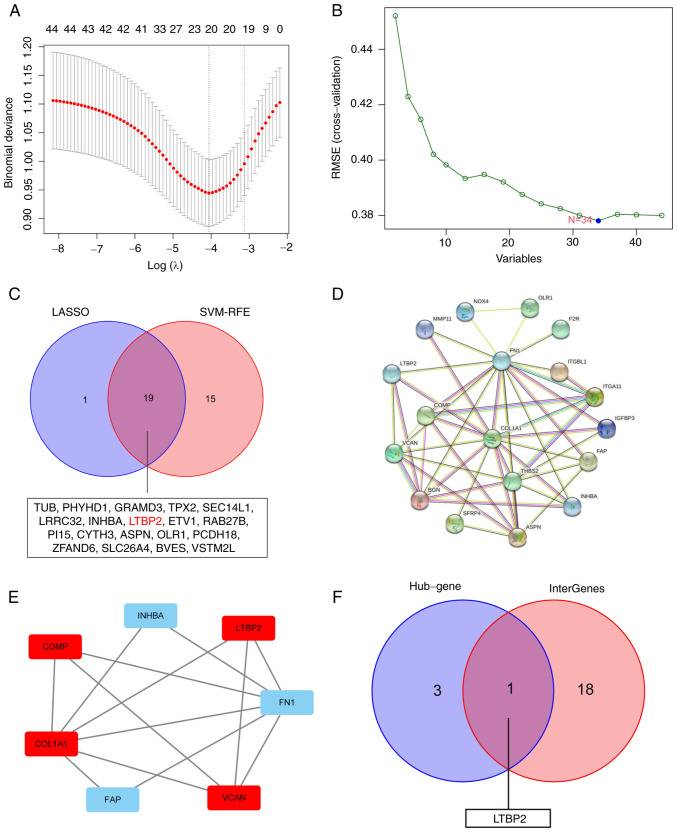 A
44 44 43 42 42 41 33 27 23 20 20 19 9 0
1.20
1.15
1.10
1.05
1.00
0.95
0.90
Binomial deviance
−8 −7 −6 −5 −4 −3 −2
Log (λ)
B
0.44
0.42
0.40
0.38
RMSE (cross−validation)
N=34
10 20 30 40
Variables
C
LASSO SVM-RFE
1 19 15
TUB, PHYHD1, GRAMD3, TPX2, SEC14L1,
LRRC32, INHBA, LTBP2, ETV1, RAB27B,
PI15, CYTH3, ASPN, OLR1, PCDH18,
ZFAND6, SLC26A4, BVES, VSTM2L
D
NOX4
OLR1
MMP11
F2R
FN1
LTBP2
ITGBL1
ITGA11
COMP
IGFBP3
COL1A1
VCAN
FAP
THBS2
BGN
INHBA
SFRP4
ASPN
E
INHBA
LTBP2
COMP
FN1
COL1A1
FAP
VCAN
F
Hub−gene InterGenes
3 1 18
LTBP2